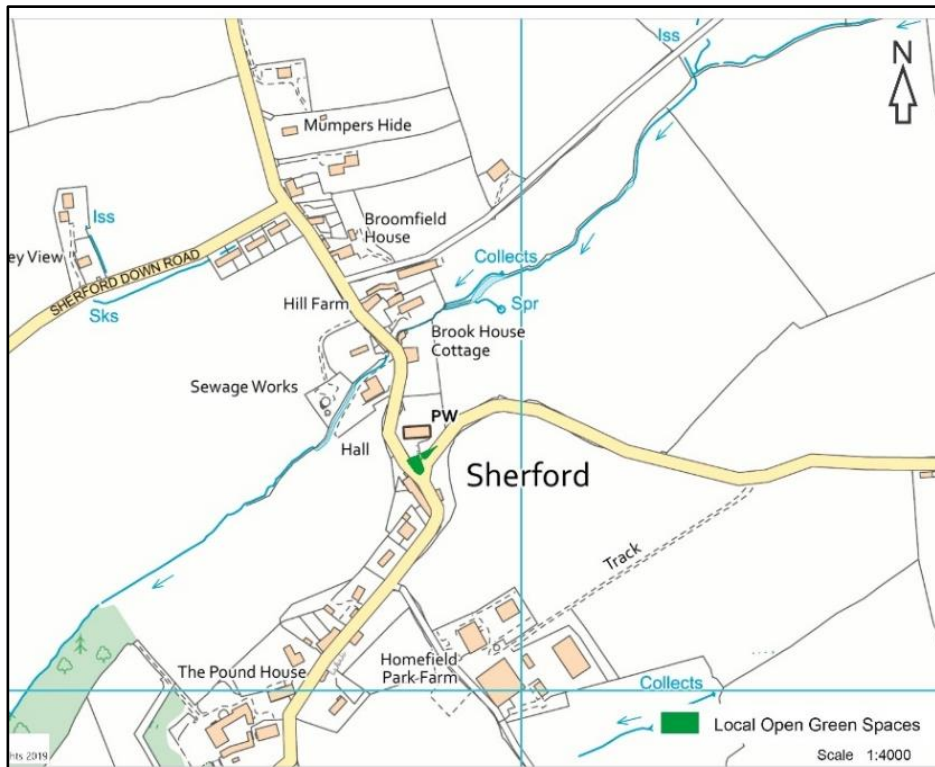 Iss
N
Mumpers Hide
Iss
Broomfield
House
ey View
SHERFORD DOWN ROAD
Collects
Sks
Hill Farm
Spr
Brook House
Cottage
Sewage Works
PW
Hall
Sherford
Track
The Pound House
Homefield
Park Farm
Collects
Local Open Green Spaces
hts 2019
Scale 1:4000